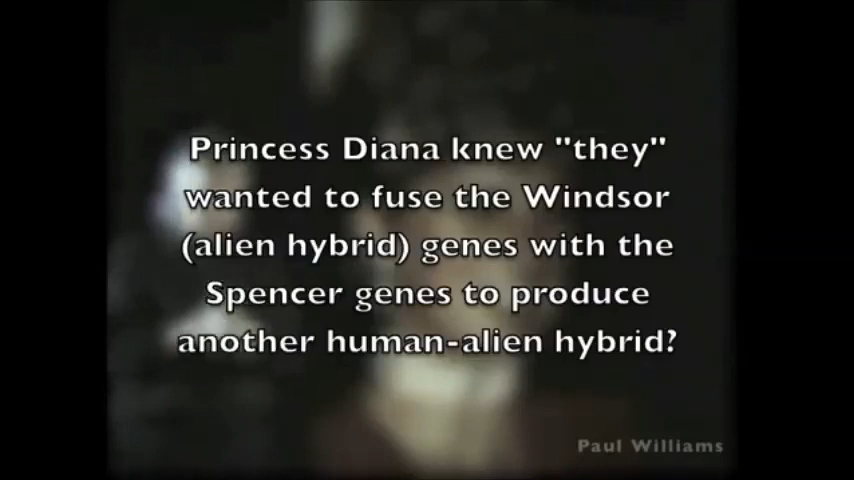 Princess Diana knew "they"
wanted to fuse the Windsor
(alien hybrid) genes with the
Spencer genes to produce
another human-alien hybrid?
Paul Williams